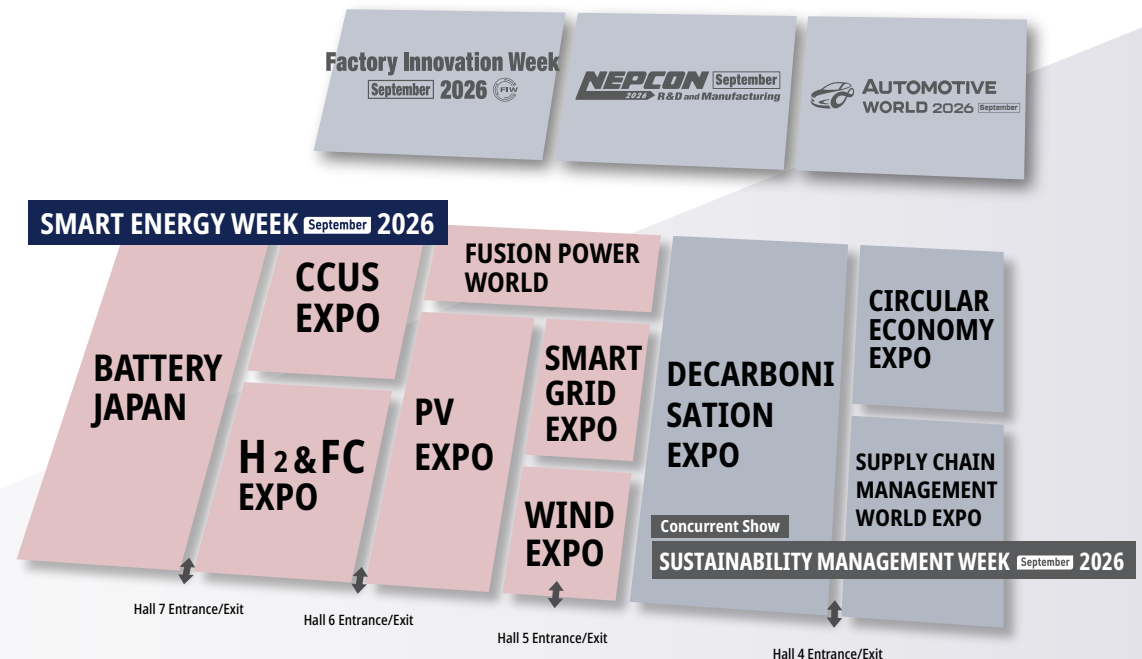 Factory Innovation Week
September 2026 FIW
NEPCON September
2026 R&D and Manufacturing
AUTOMOTIVE
WORLD 2026 September
SMART ENERGY WEEK September 2026
BATTERY
JAPAN
CCUS
EXPO
H2&FC
EXPO
FUSION POWER
WORLD
PV
EXPO
SMART
GRID
EXPO
WIND
EXPO
DECARBONI
SATION
EXPO
CIRCULAR
ECONOMY
EXPO
SUPPLY CHAIN
MANAGEMENT
WORLD EXPO
Concurrent Show
SUSTAINABILITY MANAGEMENT WEEK September 2026
Hall 7 Entrance/Exit
Hall 6 Entrance/Exit
Hall 5 Entrance/Exit
Hall 4 Entrance/Exit